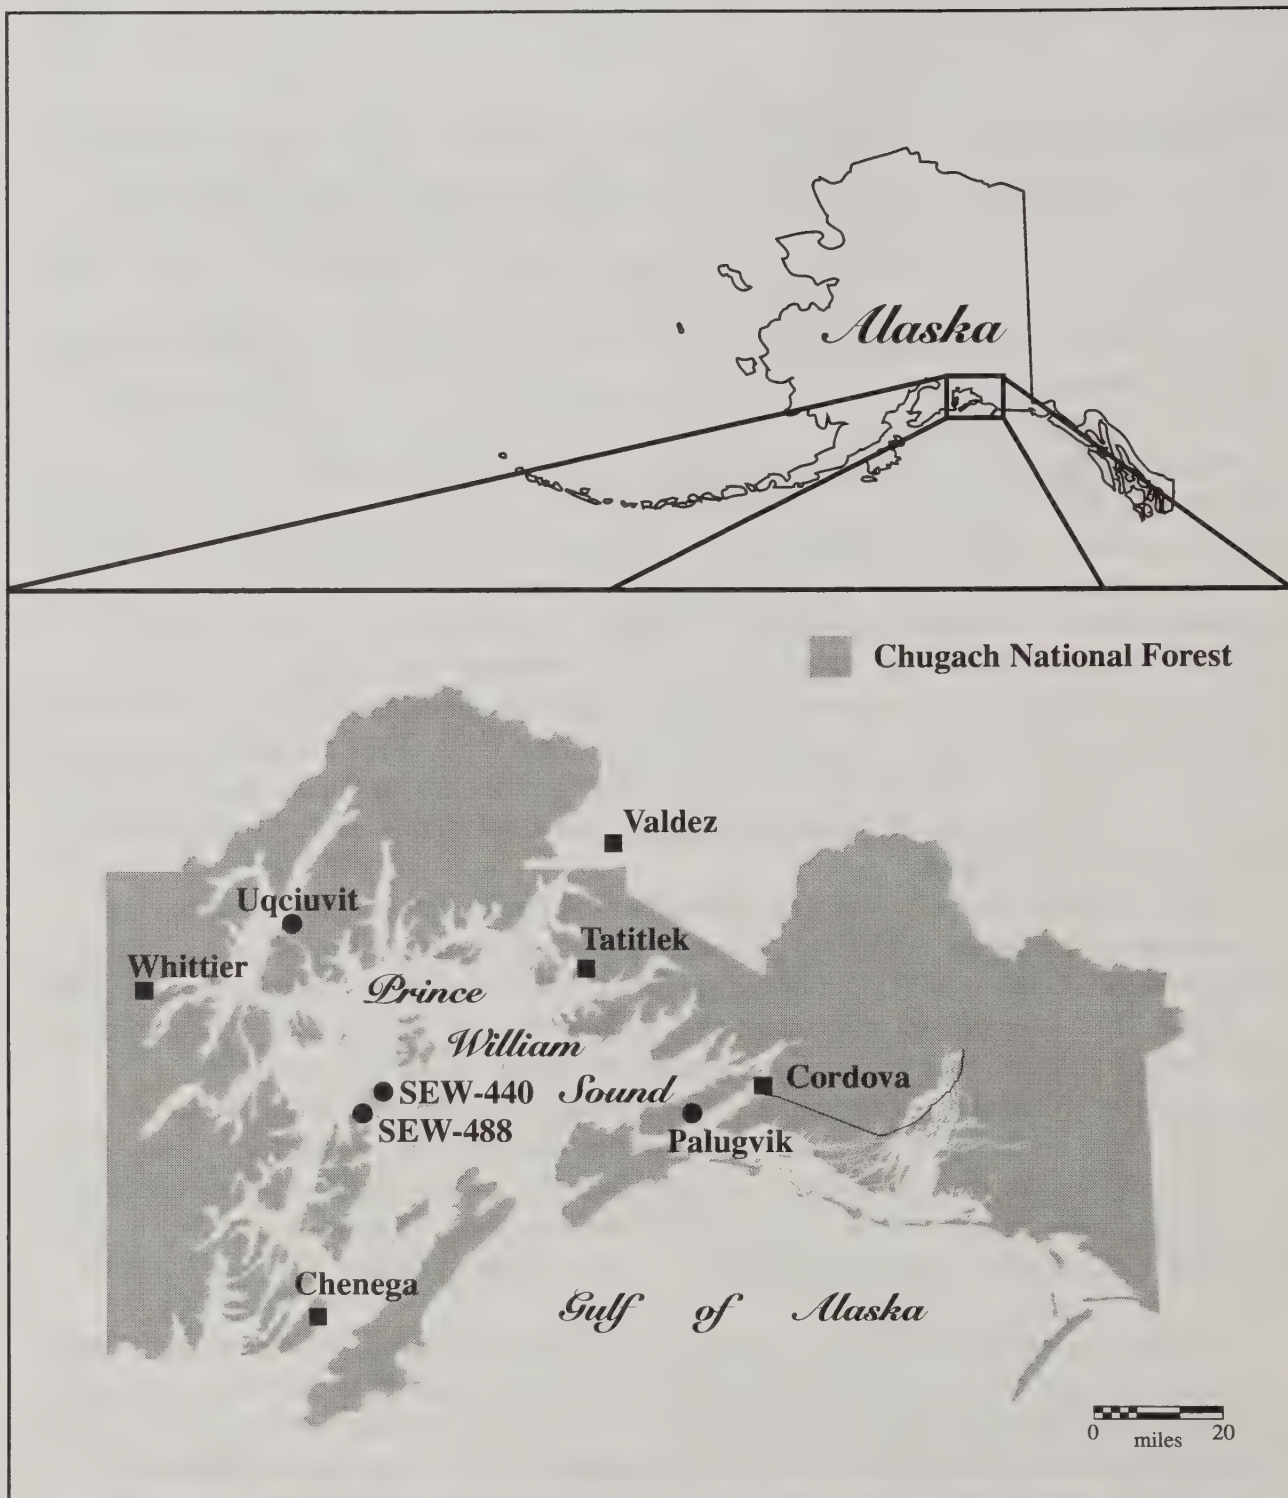 Alaska
Chugach National Forest
Valdez
Uqciuvit
Tatitlek
Whittier
Prince
William
Sound
SEW-440
Cordova
SEW-488
Palugvik
Chenega
Gulf of Alaska
0 miles 20